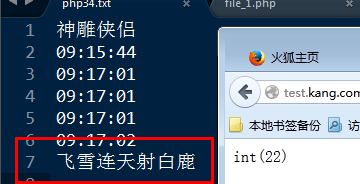 php34.txt
file_1.php
1 神雕侠侣
2 09:15:44
3 09:17:01
4 09:17:01
5 09:17:01
6 09:17:02
7 飞雪连天射白鹿
火狐主页
test.kang.com
本地书签备份
int(22)